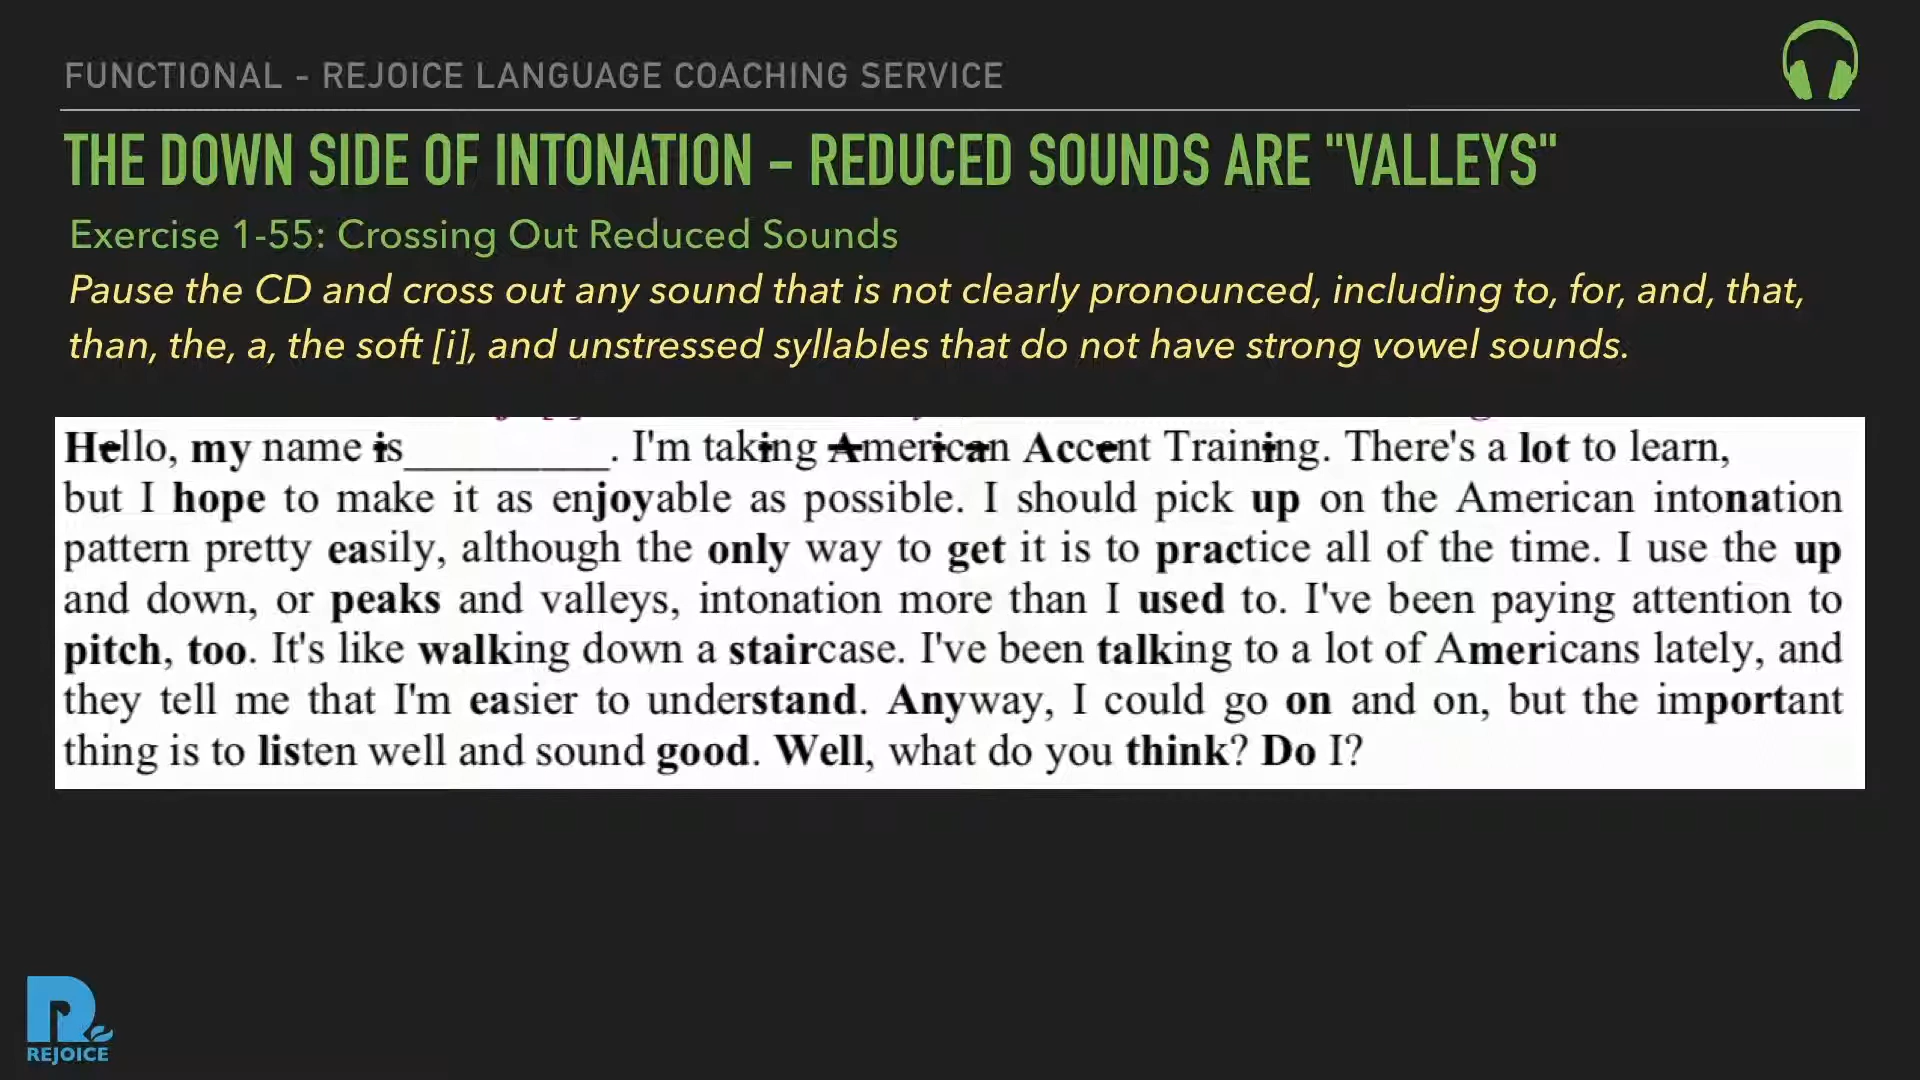 FUNCTIONAL - REJOICE LANGUAGE COACHING SERVICE
THE DOWN SIDE OF INTONATION - REDUCED SOUNDS ARE "VALLEYS"
Exercise 1-55: Crossing Out Reduced Sounds
Pause the CD and cross out any sound that is not clearly pronounced, including to, for, and, that,
than, the, a, the soft [i], and unstressed syllables that do not have strong vowel sounds.
Hello, my name is_________. I'm taking American Accent Training. There's a lot to learn,
but I hope to make it as enjoyable as possible. I should pick up on the American intonation
pattern pretty easily, although the only way to get it is to practice all of the time. I use the up
and down, or peaks and valleys, intonation more than I used to. I've been paying attention to
pitch, too. It's like walking down a staircase. I've been talking to a lot of Americans lately, and
they tell me that I'm easier to understand. Anyway, I could go on and on, but the important
thing is to listen well and sound good. Well, what do you think? Do I?
REJOICE